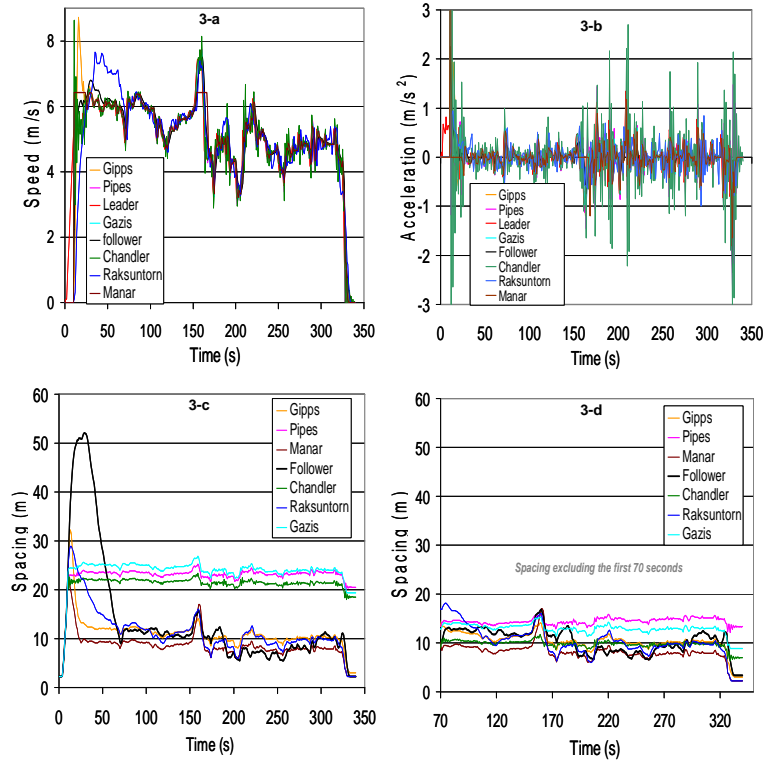 3-a
Speed (m/s)
8
6
4
2
0
Gipps
Pipes
Leader
Gazis
follower
Chandler
Raksuntorn
Manar
0 50 100 150 200 250 300 350
Time (s)
3-b
Acceleration (m/s²)
3
2
1
0
-1
-2
-3
Gipps
Pipes
Leader
Gazis
Follower
Chandler
Raksuntorn
Manar
0 50 100 150 200 250 300 350
Time (s)
3-c
Spacing (m)
60
50
40
30
20
10
0
Gipps
Pipes
Manar
Follower
Chandler
Raksuntorn
Gazis
0 50 100 150 200 250 300 350
Time (s)
3-d
Spacing (m)
60
50
40
30
20
10
0
Gipps
Pipes
Manar
Follower
Chandler
Raksuntorn
Gazis
Spacing excluding the first 70 seconds
70 120 170 220 270 320
Time (s)